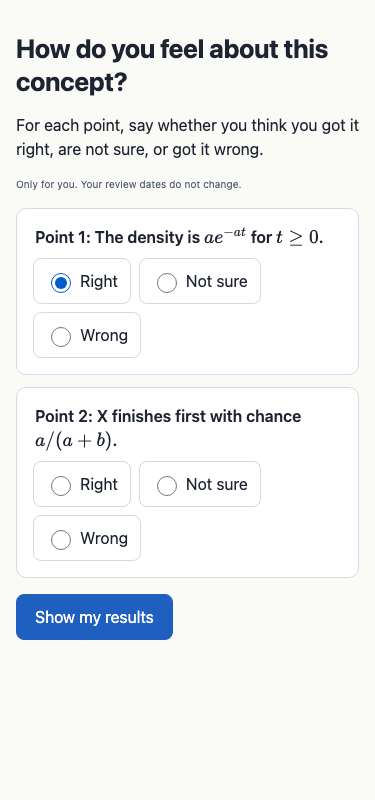 How do you feel about this
concept?
For each point, say whether you think you got it
right, are not sure, or got it wrong.
Only for you. Your review dates do not change.
Point 1: The density is $ae^{-at}$ for $t \geq 0$.
Right
Not sure
Wrong
Point 2: X finishes first with chance
$a/(a + b)$.
Right
Not sure
Wrong
Show my results